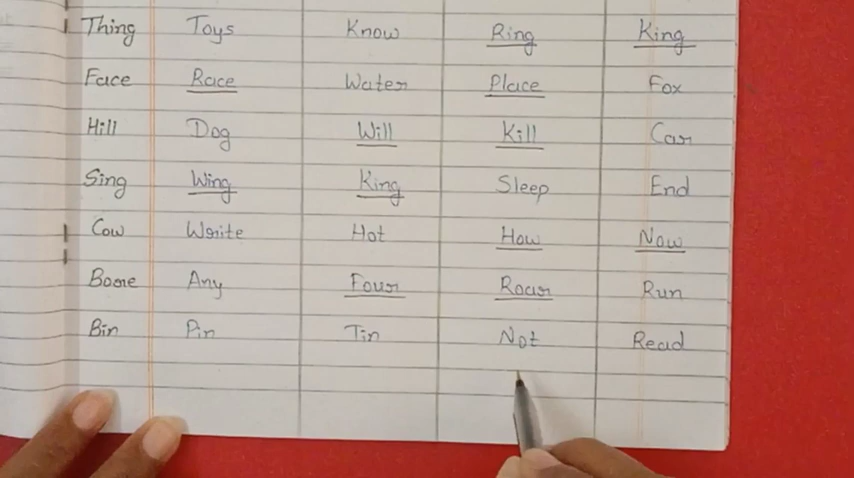 Thing Toys Know Ring King
Face Race Water Place Fox
Hill Dog Will Kill Car
Sing Wing King Sleep End
Cow Write Hot How Now
Boore Any Four Roar Run
Bin Pin Tin Not Read